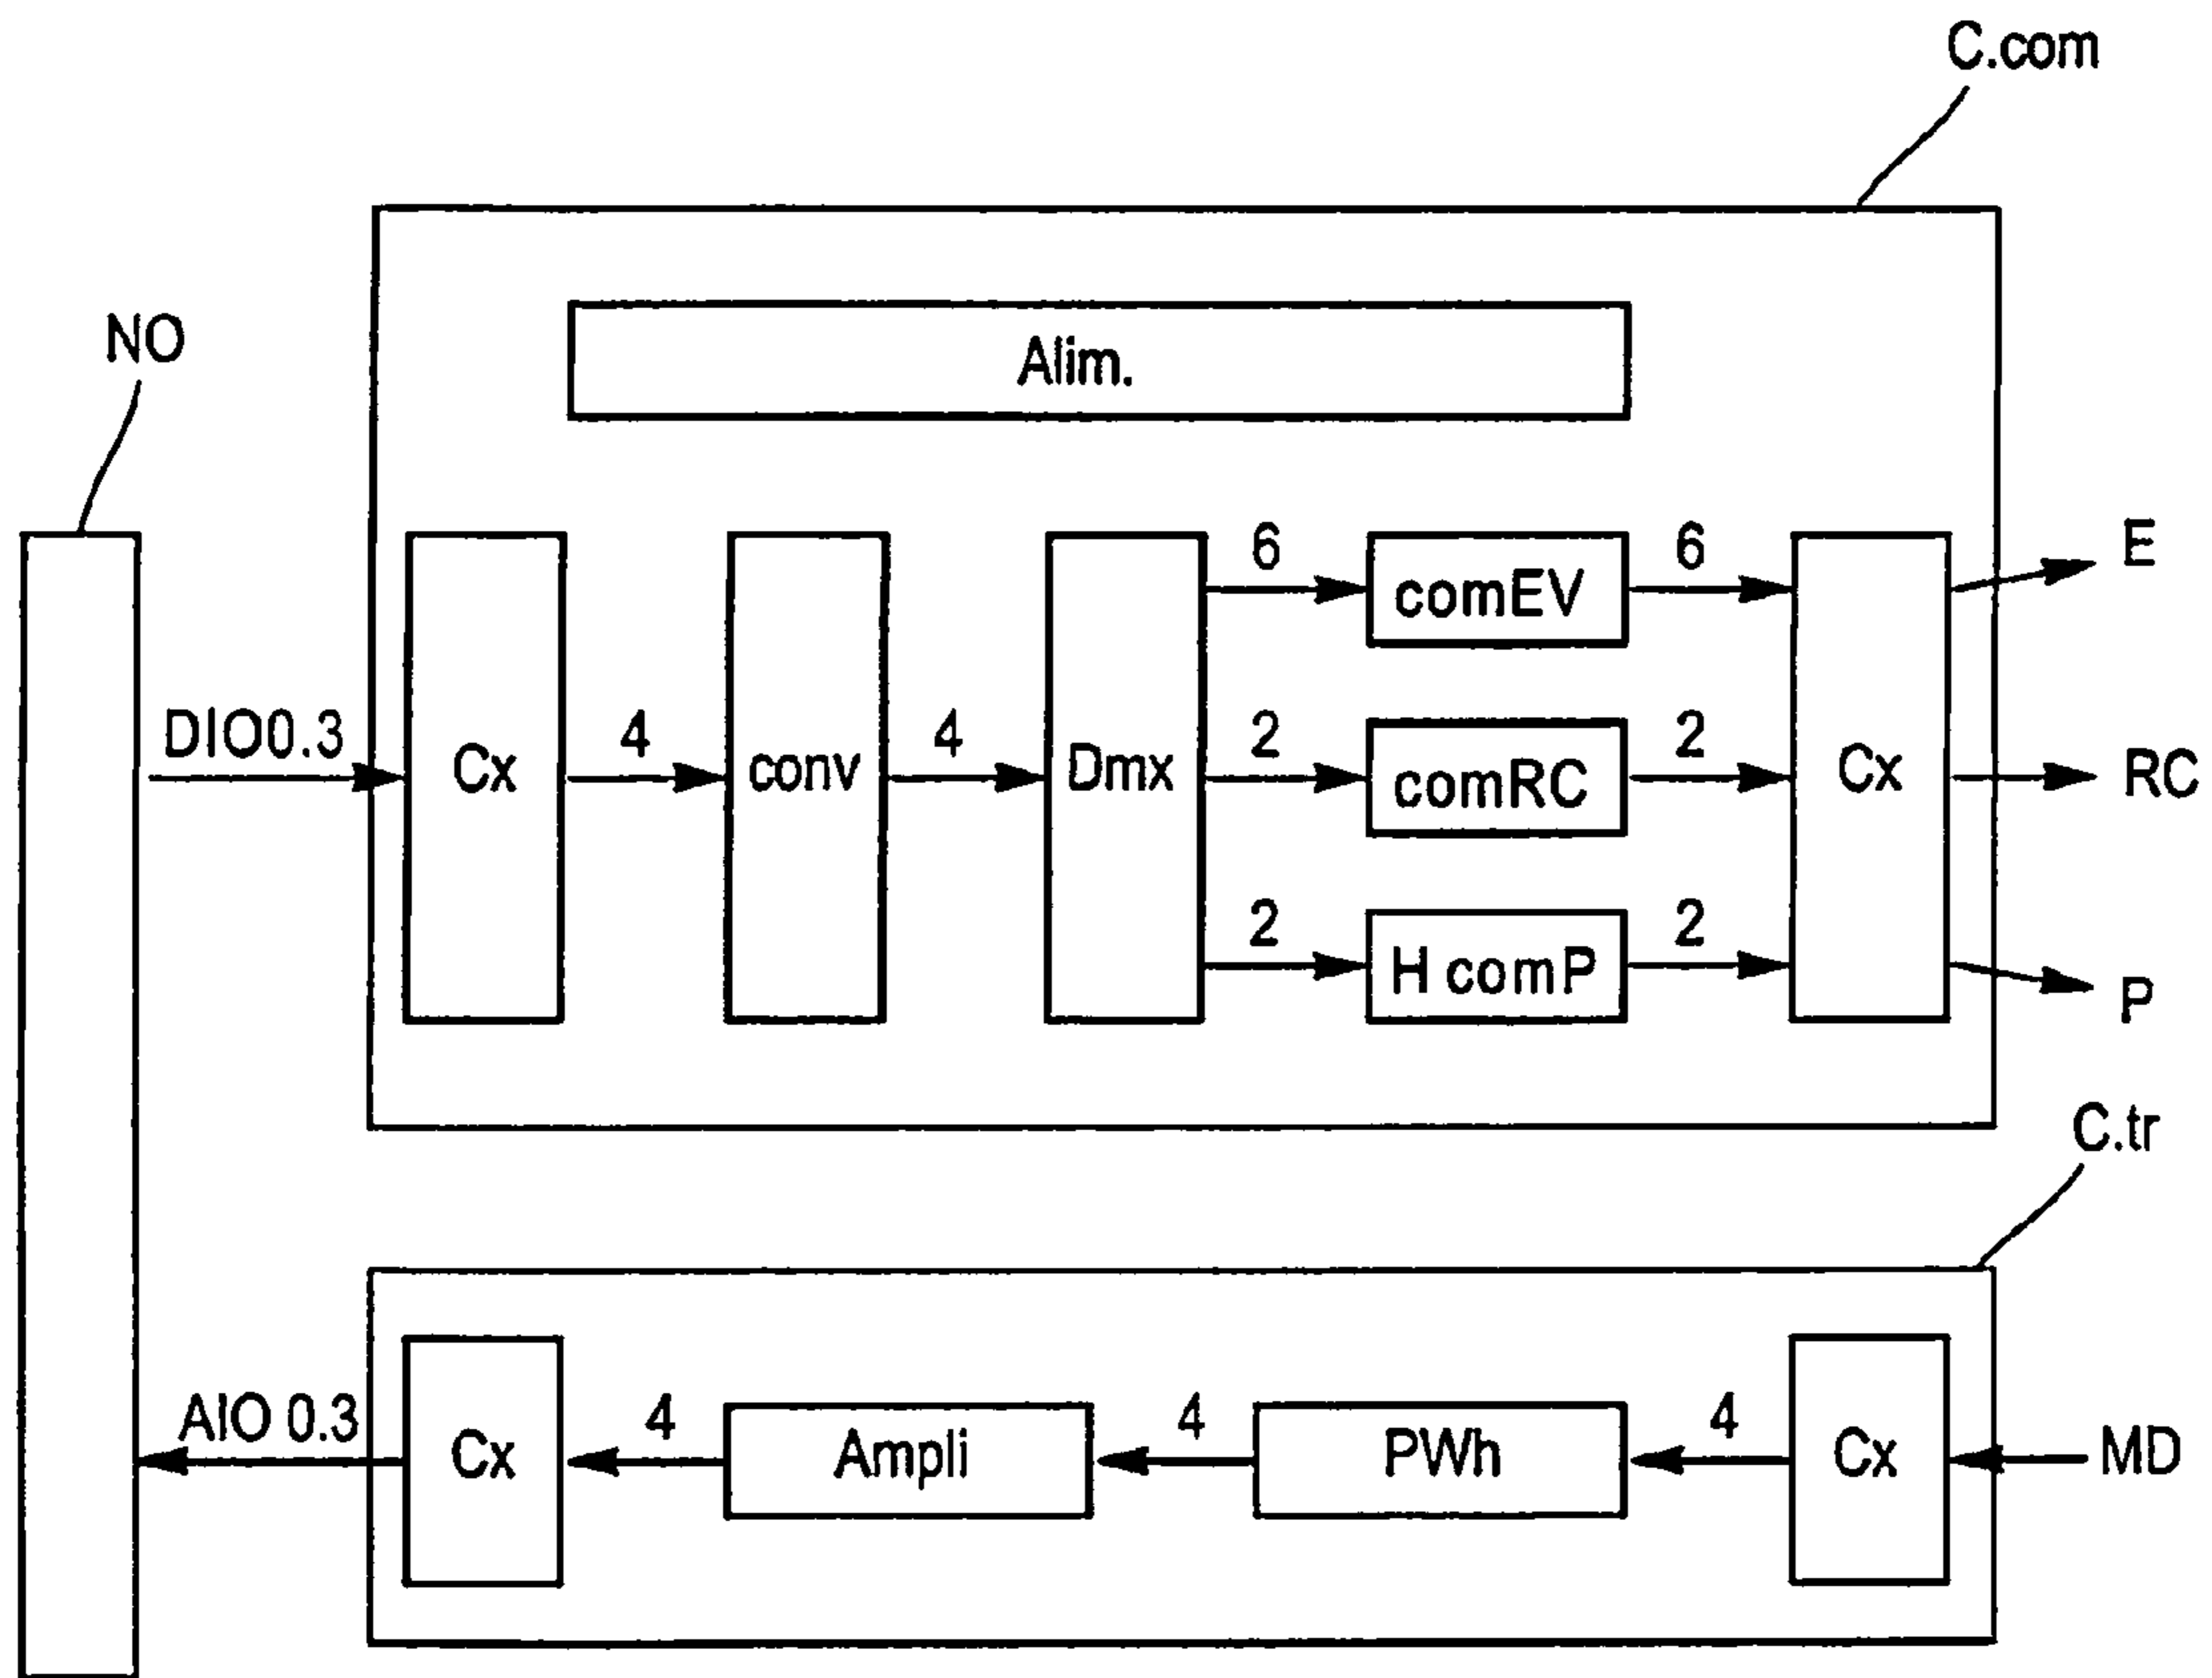 C.com
NO
Alim.
E
6
comEV
6
DIO0.3
Cx
4
conv
4
Dmx
2
comRC
2
Cx
RC
2
H comP
2
P
C.tr
AIO 0.3
Cx
4
Ampli
4
PWh
4
Cx
MD